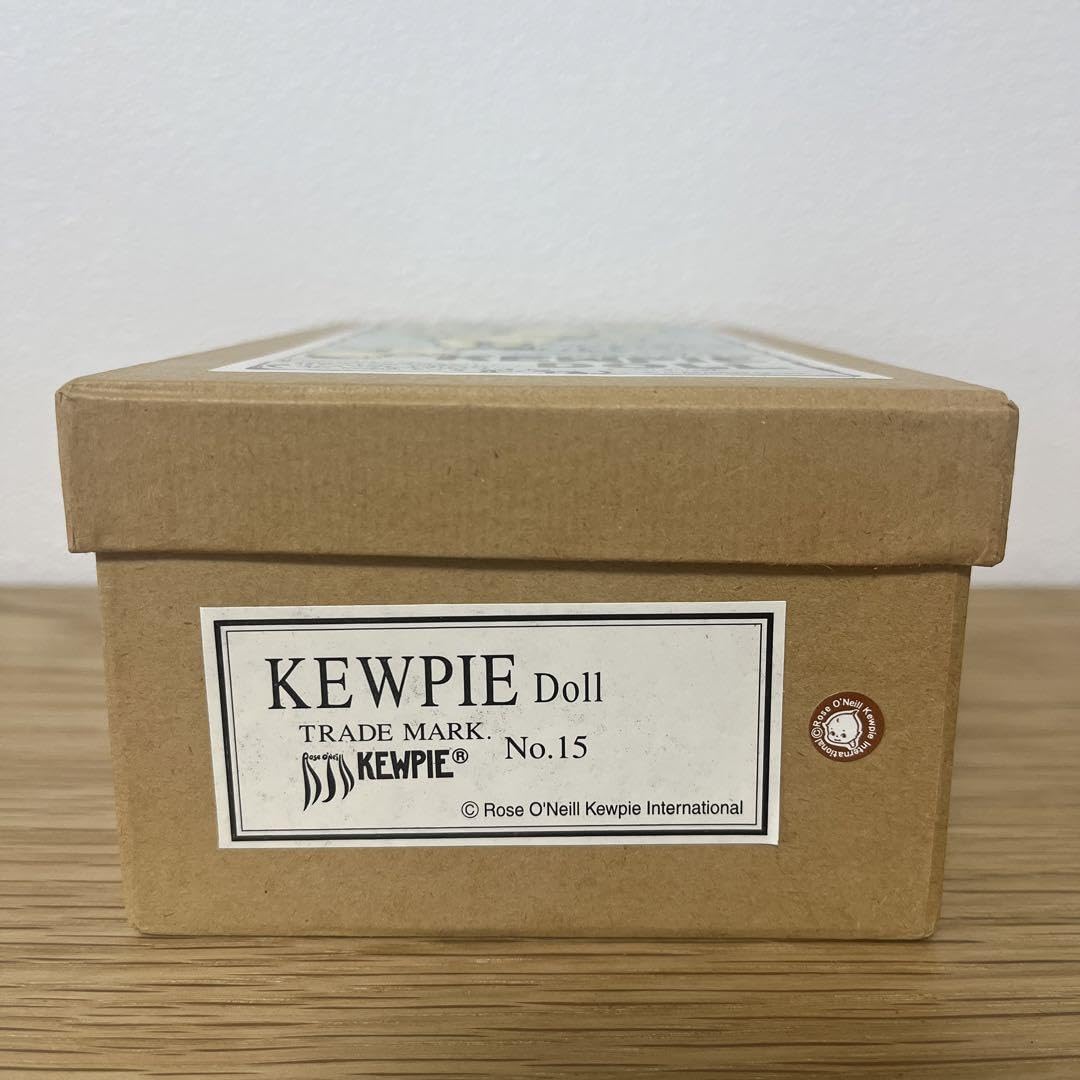 KEWPIE Doll
TRADE MARK.
Rose O'Neill KEWPIE® No.15
© Rose O'Neill Kewpie International
©Rose O'Neill Kewpie International